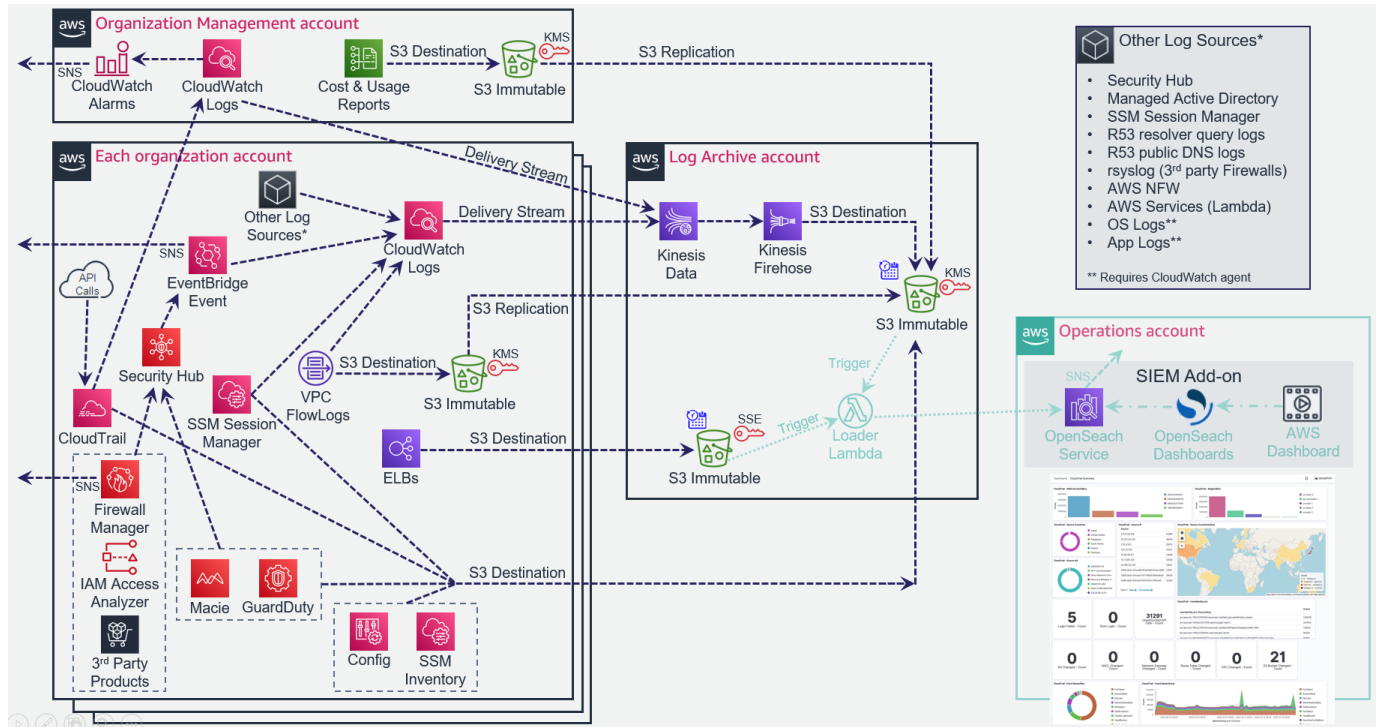 aws
Organization Management account
SNS
CloudWatch
Alarms
CloudWatch
Logs
Cost & Usage
Reports
S3 Destination
KMS
S3 Immutable
S3 Replication
Other Log Sources*
• Security Hub
• Managed Active Directory
• SSM Session Manager
• R53 resolver query logs
• R53 public DNS logs
• rsyslog (3rd party Firewalls)
• AWS NFW
• AWS Services (Lambda)
• OS Logs**
• App Logs**
** Requires CloudWatch agent
aws
Each organization account
Other Log
Sources*
Delivery Stream
CloudWatch
Logs
Delivery Stream
SNS
EventBridge
Event
API
Calls
Security Hub
CloudTrail
SSM Session
Manager
VPC
FlowLogs
S3 Destination
KMS
S3 Immutable
S3 Replication
ELBs
S3 Destination
SNS
Firewall
Manager
IAM Access
Analyzer
3rd Party
Products
Macie
GuardDuty
Config
SSM
Inventory
S3 Destination
aws
Log Archive account
Kinesis
Data
Kinesis
Firehose
S3 Destination
KMS
S3 Immutable
Trigger
SSE
Trigger
S3 Immutable
Loader
Lambda
aws
Operations account
SNS
SIEM Add-on
OpenSeach
Service
OpenSeach
Dashboards
AWS
Dashboard
5
0
31291
0
0
0
0
0
21